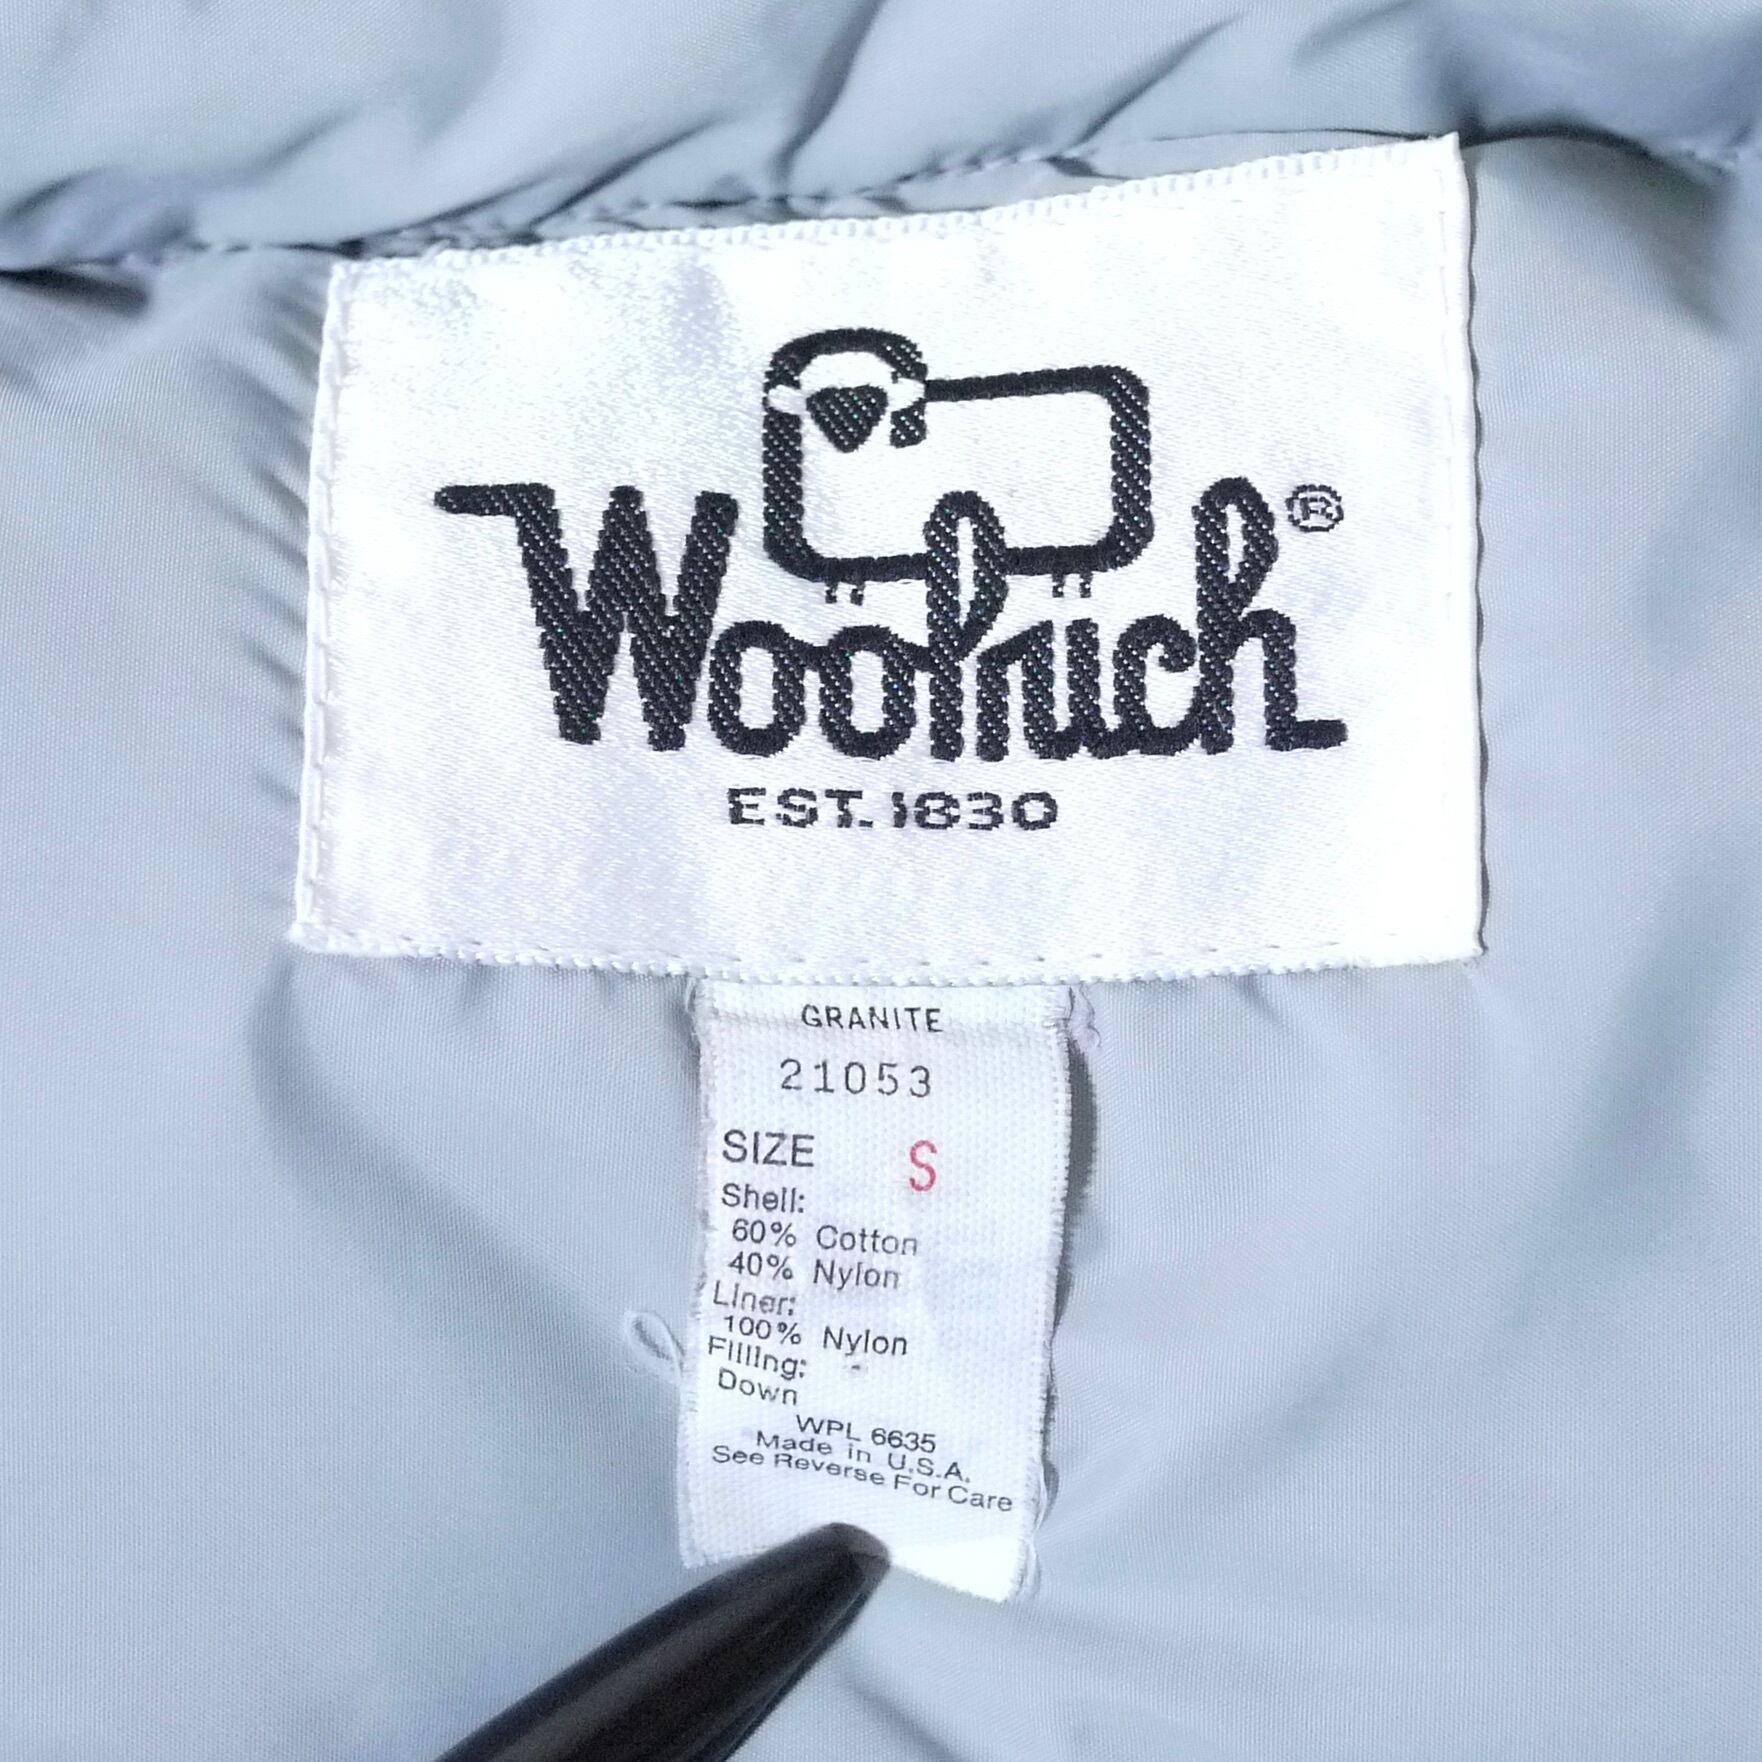 Woolrich®
EST. 1830
GRANITE
21053
SIZE S
Shell:
60% Cotton
40% Nylon
Liner:
100% Nylon
Filling:
Down
WPL 6635
Made in U.S.A.
See Reverse For Care